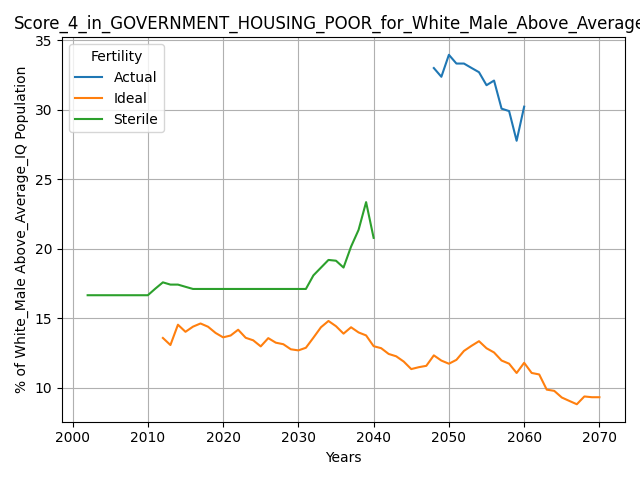 Score_4_in_GOVERNMENT_HOUSING_POOR_for_White_Male_Above_Average
Fertility
Actual
Ideal
Sterile
% of White_Male Above_Average_IQ Population
35
30
25
20
15
10
2000 2010 2020 2030 2040 2050 2060 2070
Years